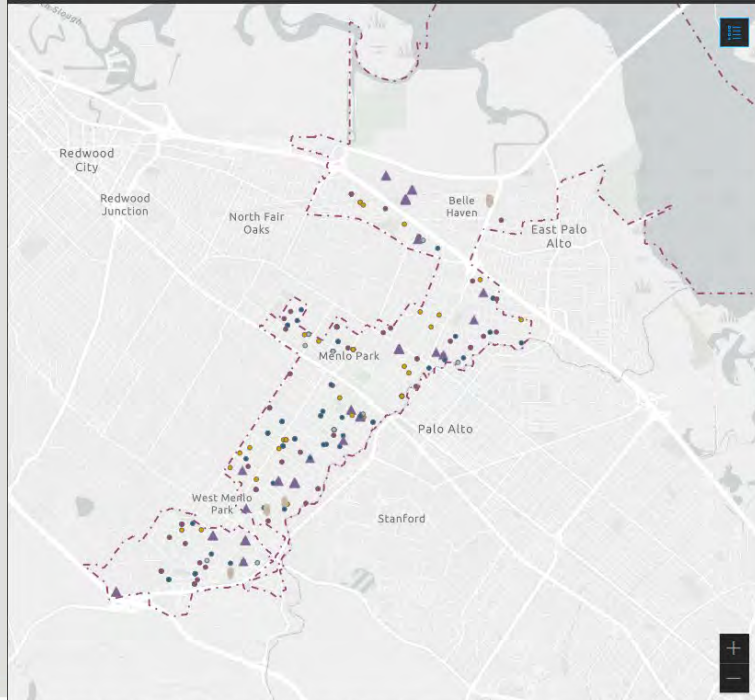 Slough
Redwood
City
Redwood
Junction
North Fair
Oaks
Belle
Haven
East Palo
Alto
Menlo Park
Palo Alto
West Menlo
Park
Stanford